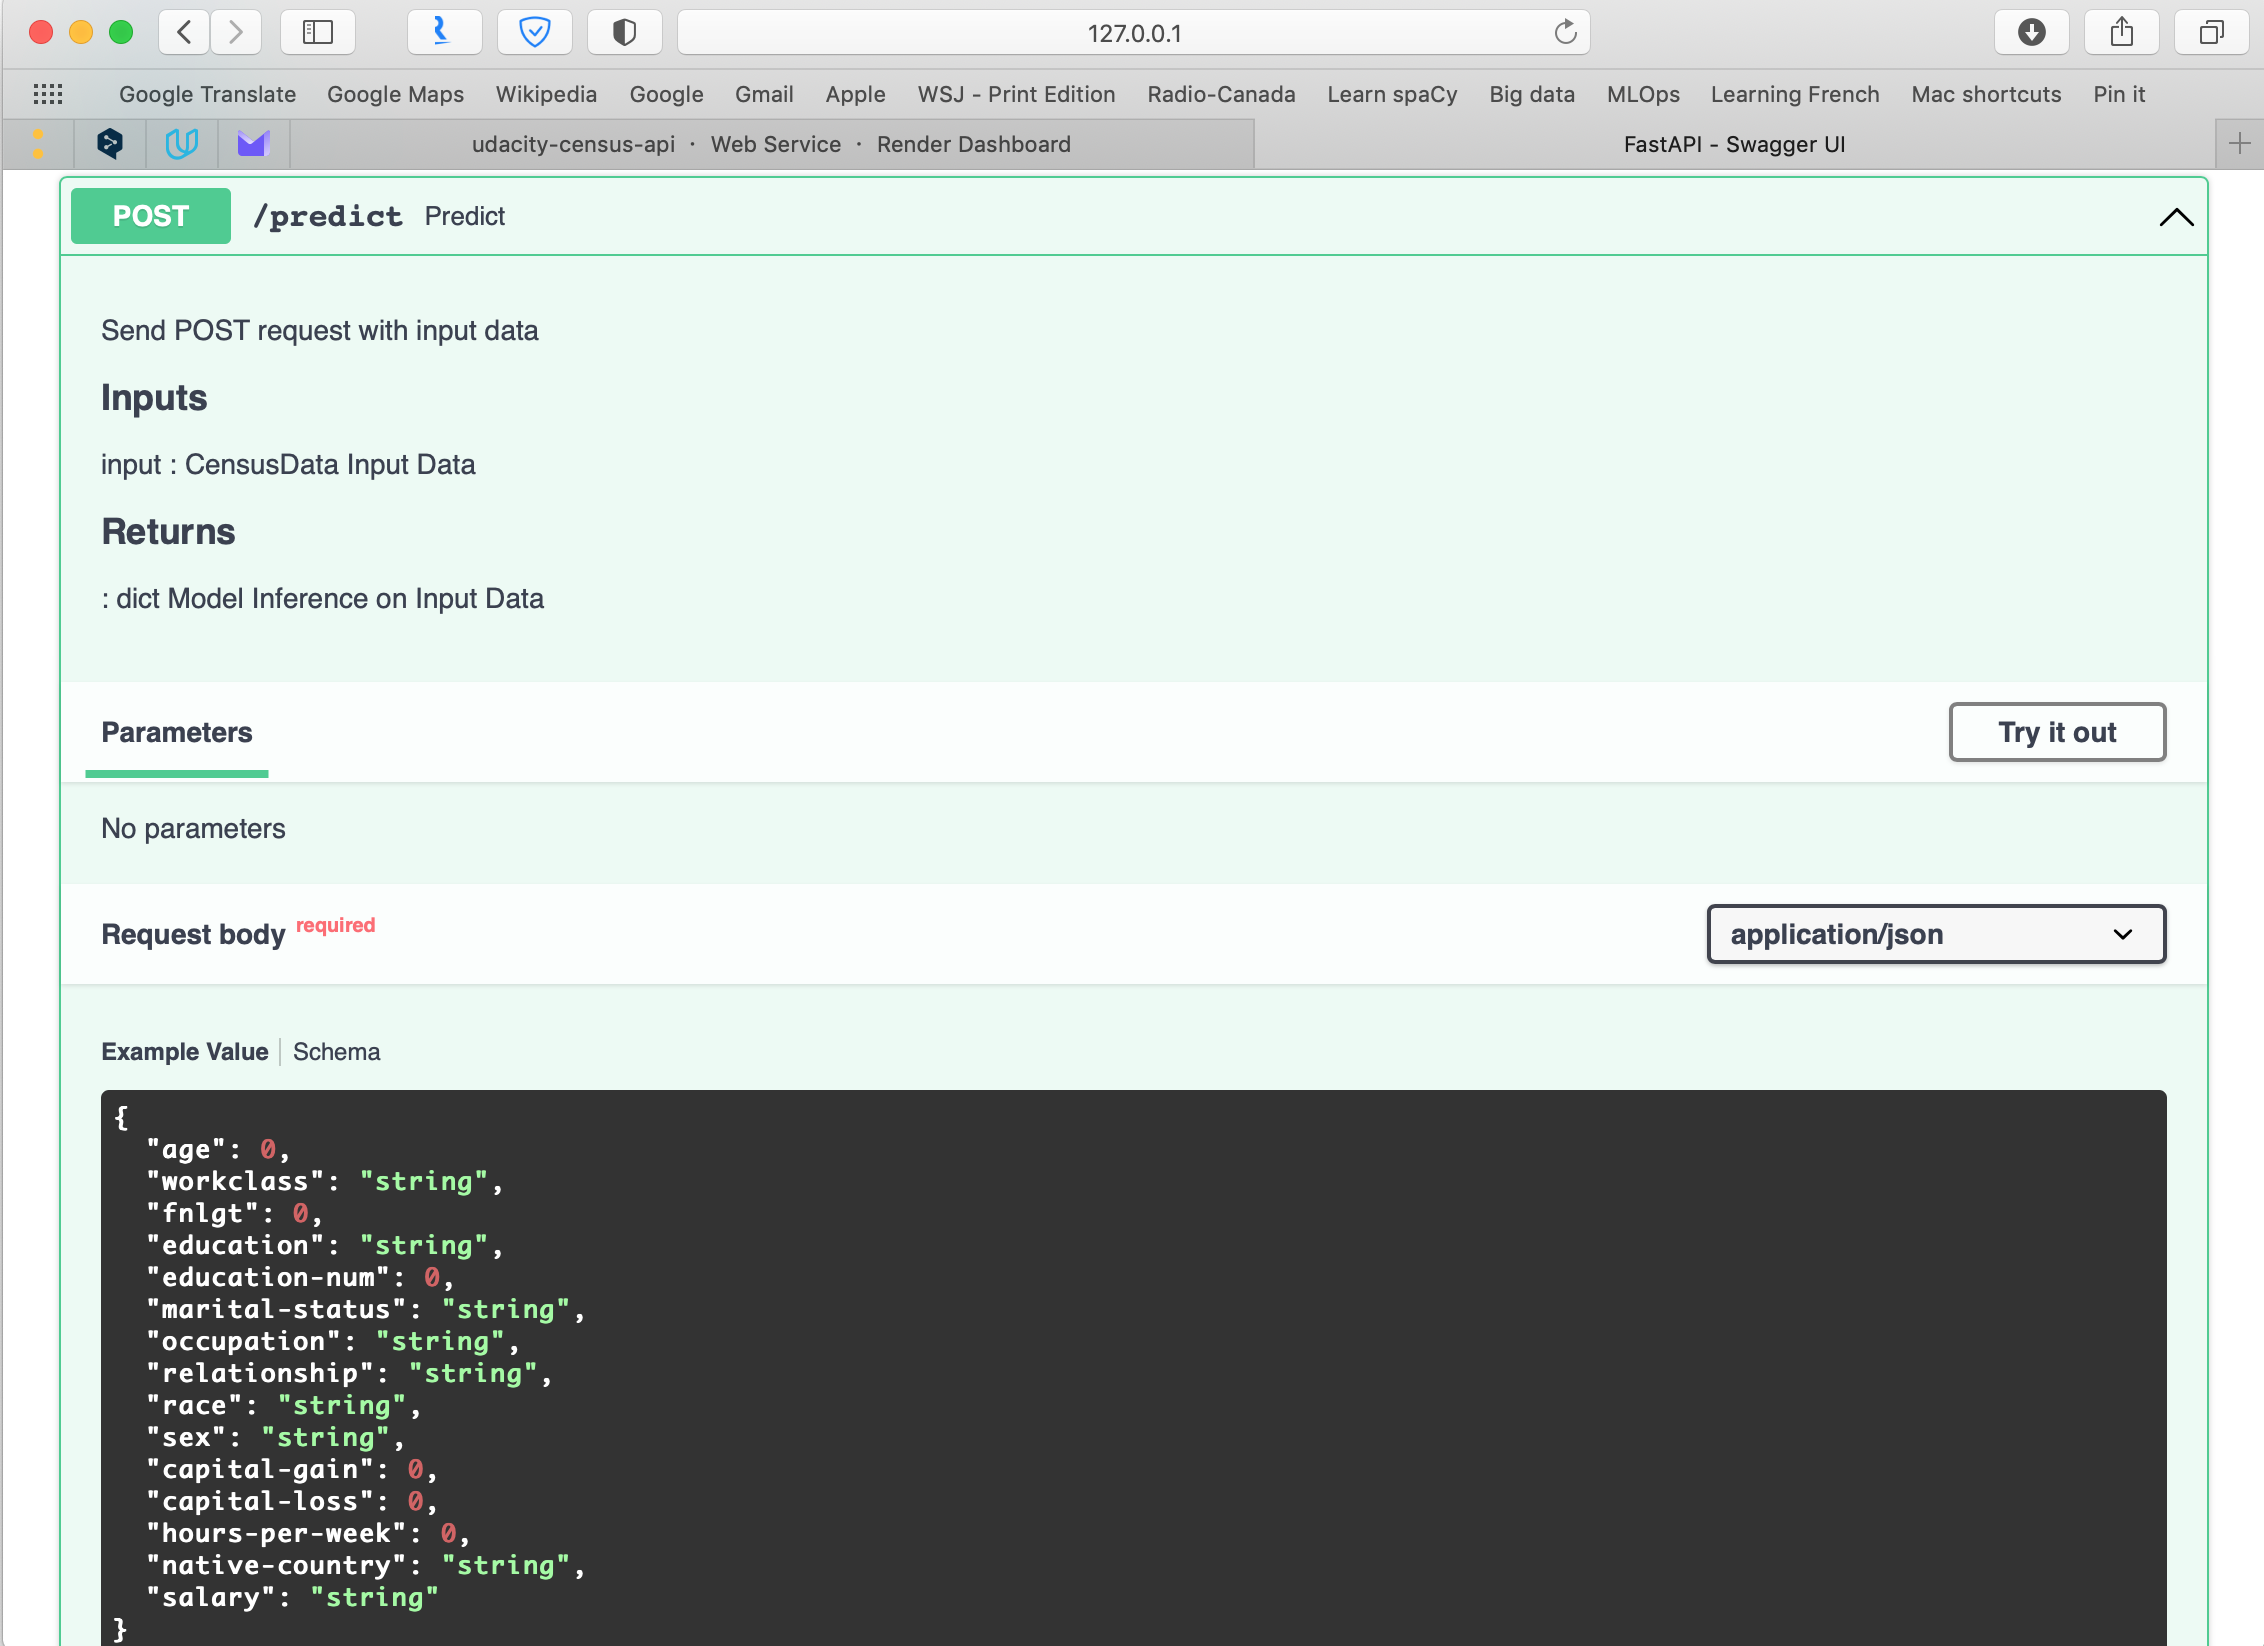 127.0.0.1
Google Translate Google Maps Wikipedia Google Gmail Apple WSJ - Print Edition Radio-Canada Learn spaCy Big data MLOps Learning French Mac shortcuts Pin it
udacity-census-api · Web Service · Render Dashboard FastAPI - Swagger UI
POST /predict Predict
Send POST request with input data
Inputs
input : CensusData Input Data
Returns
: dict Model Inference on Input Data
Parameters Try it out
No parameters
Request body required application/json
Example Value Schema
{
"age": 0,
"workclass": "string",
"fnlgt": 0,
"education": "string",
"education-num": 0,
"marital-status": "string",
"occupation": "string",
"relationship": "string",
"race": "string",
"sex": "string",
"capital-gain": 0,
"capital-loss": 0,
"hours-per-week": 0,
"native-country": "string",
"salary": "string"
}